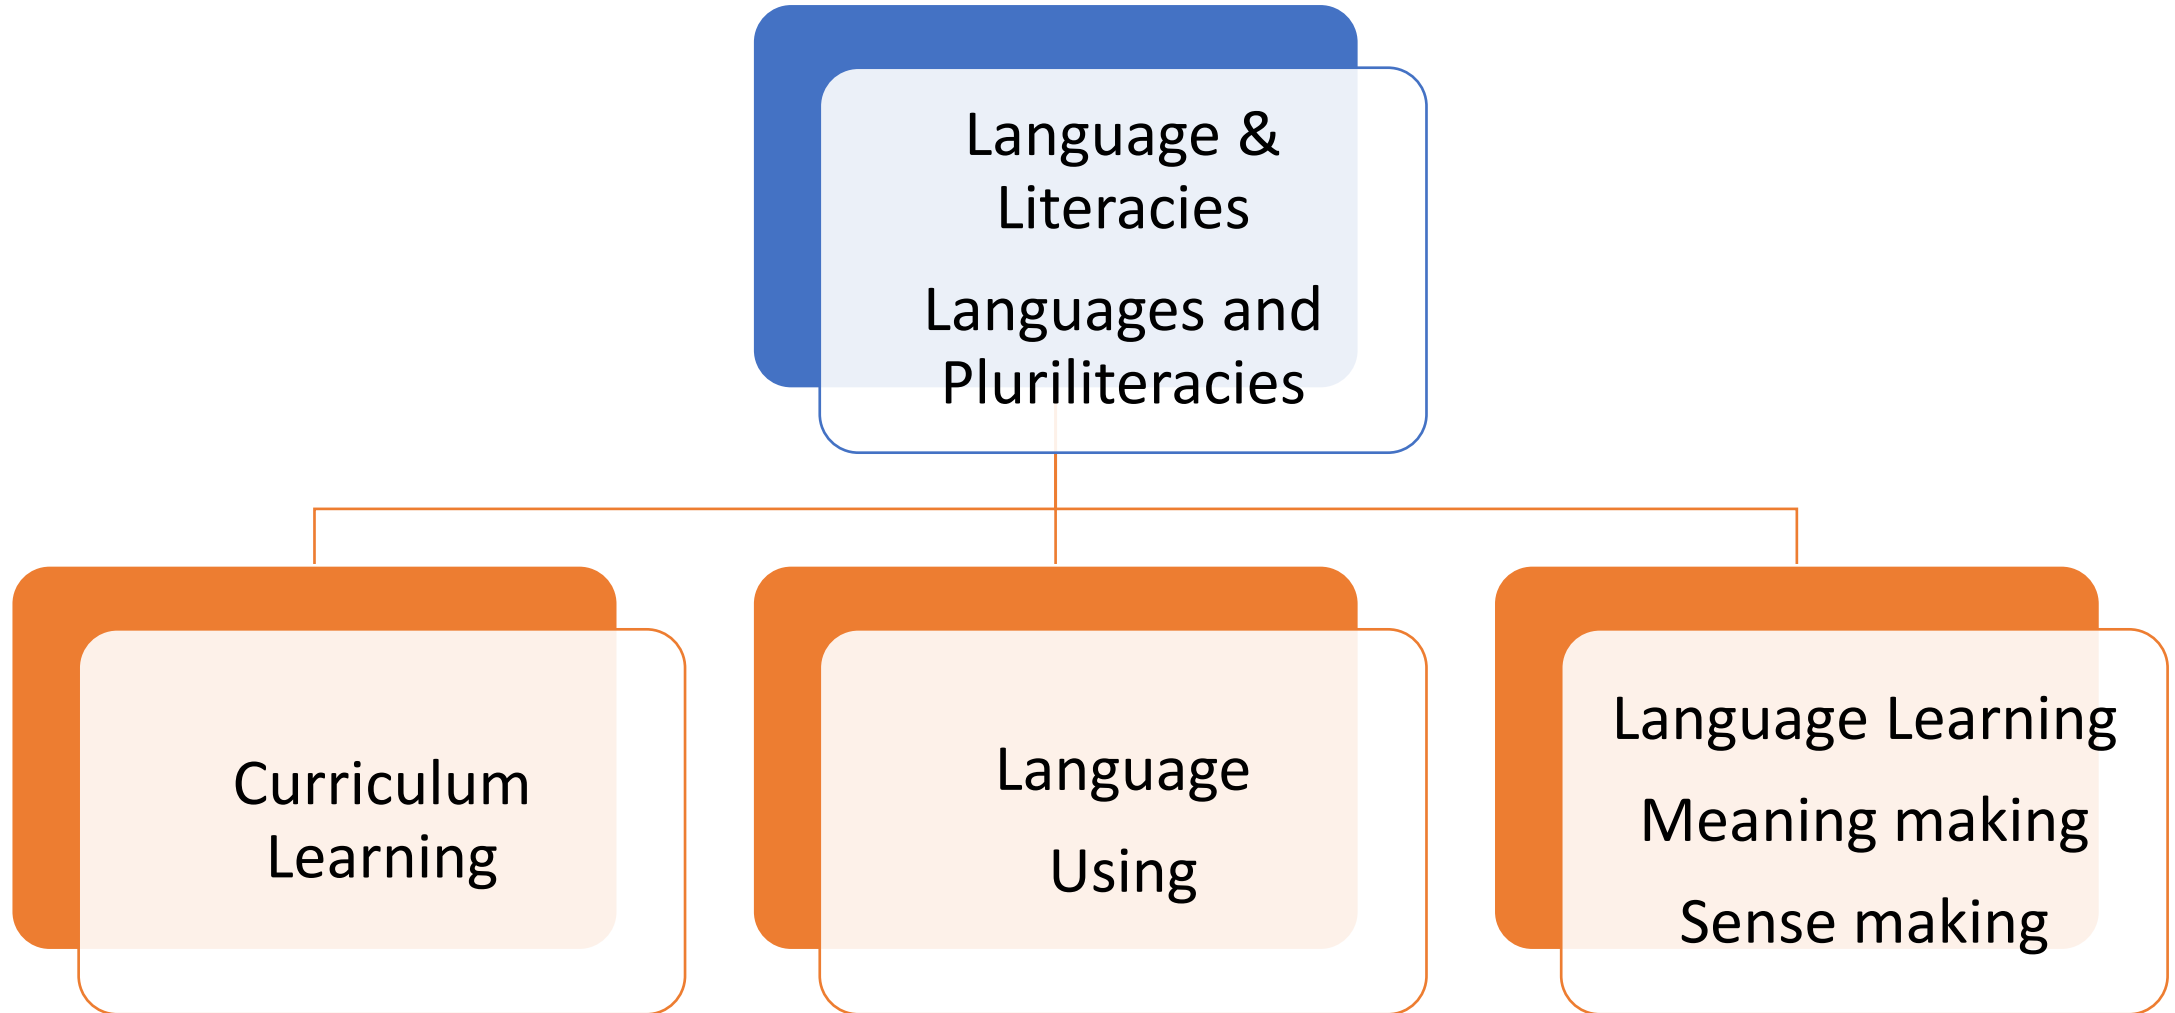 Language &
Literacies
Languages and
Pluriliteracies
Curriculum
Learning
Language
Using
Language Learning
Meaning making
Sense making